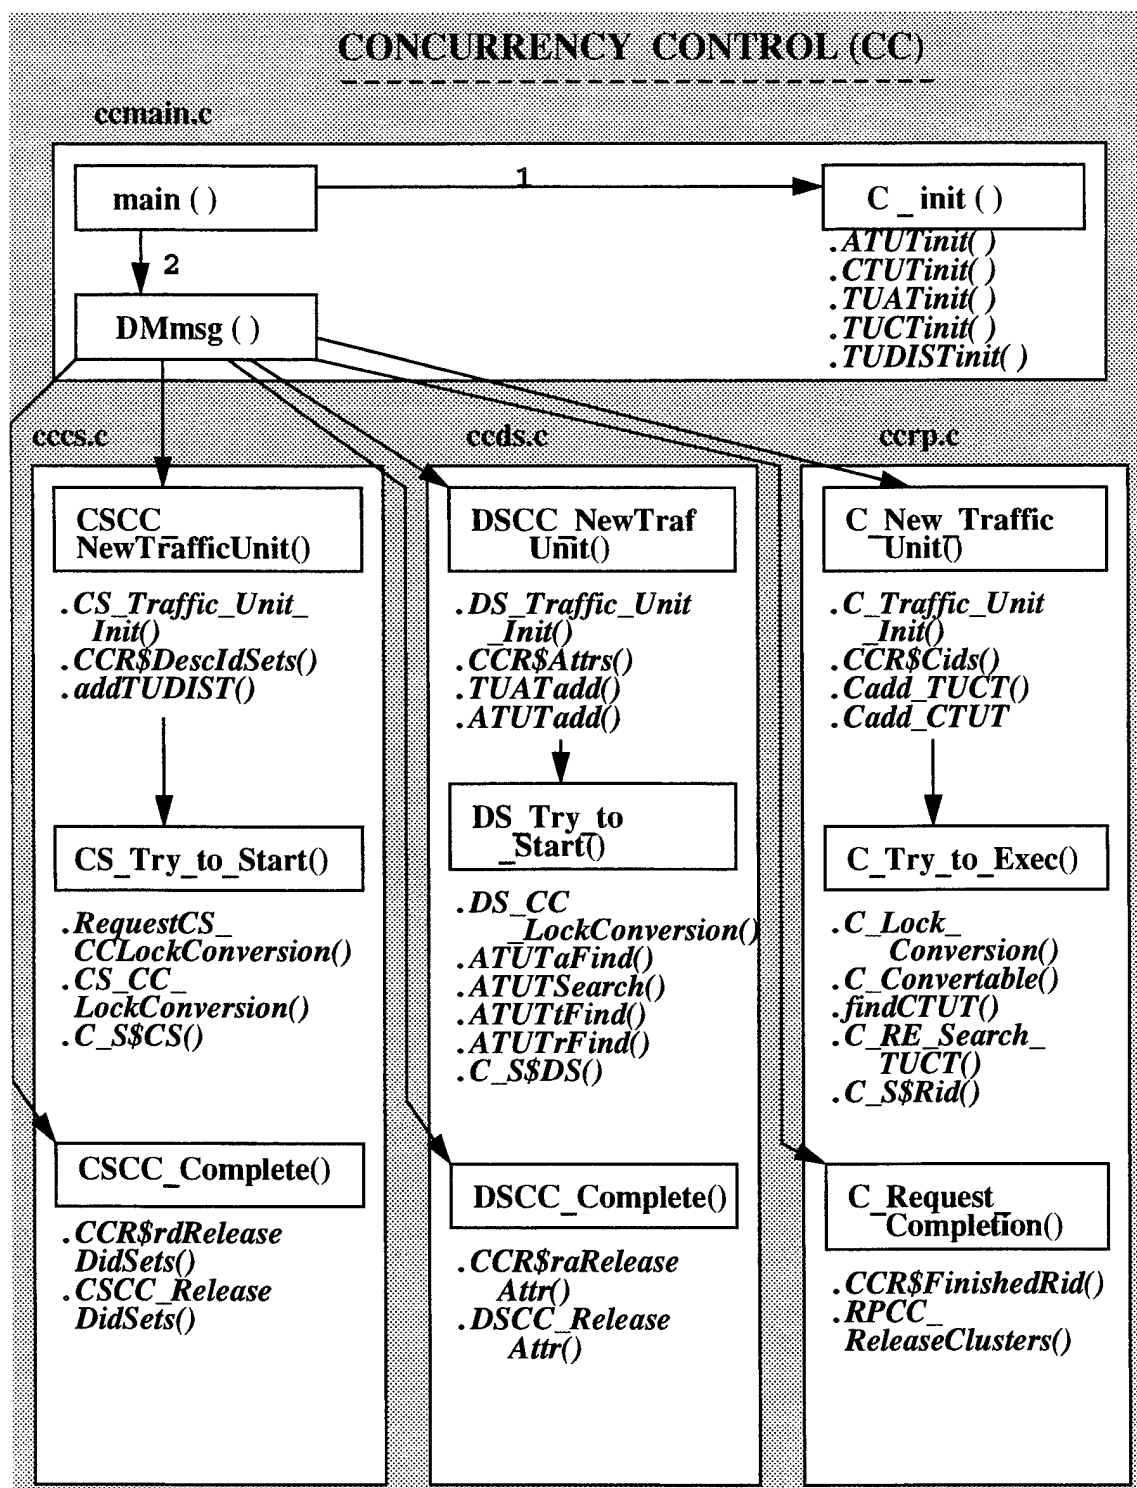 CONCURRENCY CONTROL (CC)
ccmain.c
main ( )
1
C _ init ( )
.ATUTinit( )
.CTUTinit( )
.TUATinit( )
.TUCTinit( )
.TUDISTinit( )
2
DMmsg ( )
cccs.c
CSCC_
NewTrafficUnit()
.CS_Traffic_Unit_
Init()
.CCR$DescIdSets()
.addTUDIST()
CS_Try_to_Start()
.RequestCS_
CCLockConversion()
.CS_CC_
LockConversion()
.C_S$CS()
CSCC_Complete()
.CCR$rdRelease
DidSets()
.CSCC_Release
DidSets()
ccds.c
DSCC_NewTraf
Unit()
.DS_Traffic_Unit
_Init()
.CCR$Attrs()
.TUATadd()
.ATUTadd()
DS_Try_to
_Start()
.DS_CC
_LockConversion()
.ATUTaFind()
.ATUTSearch()
.ATUTtFind()
.ATUTrFind()
.C_S$DS()
DSCC_Complete()
.CCR$raRelease
Attr()
.DSCC_Release
Attr()
ccrp.c
C_New_Traffic
Unit()
.C_Traffic_Unit
_Init()
.CCR$Cids()
.Cadd_TUCT()
.Cadd_CTUT
C_Try_to_Exec()
.C_Lock_
Conversion()
.C_Convertable()
.findCTUT()
.C_RE_Search_
TUCT()
.C_S$Rid()
C_Request_
Completion()
.CCR$FinishedRid()
.RPCC_
ReleaseClusters()